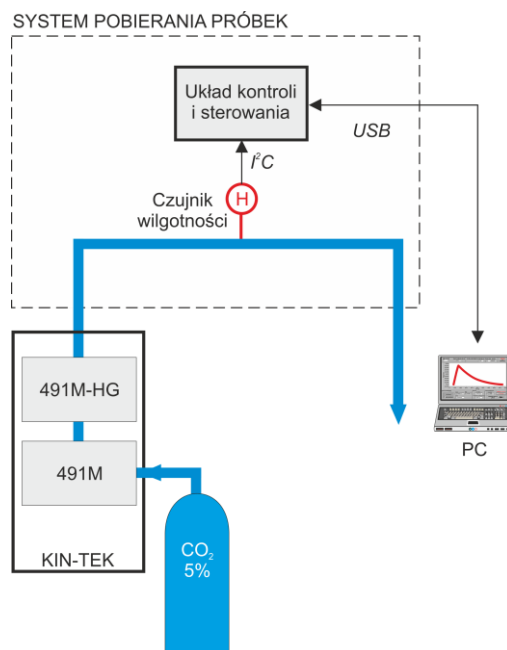 SYSTEM POBIERANIA PRÓBEK
Układ kontroli
i sterowania
USB
I²C
Czujnik
wilgotności
H
491M-HG
491M
KIN-TEK
CO₂
5%
PC